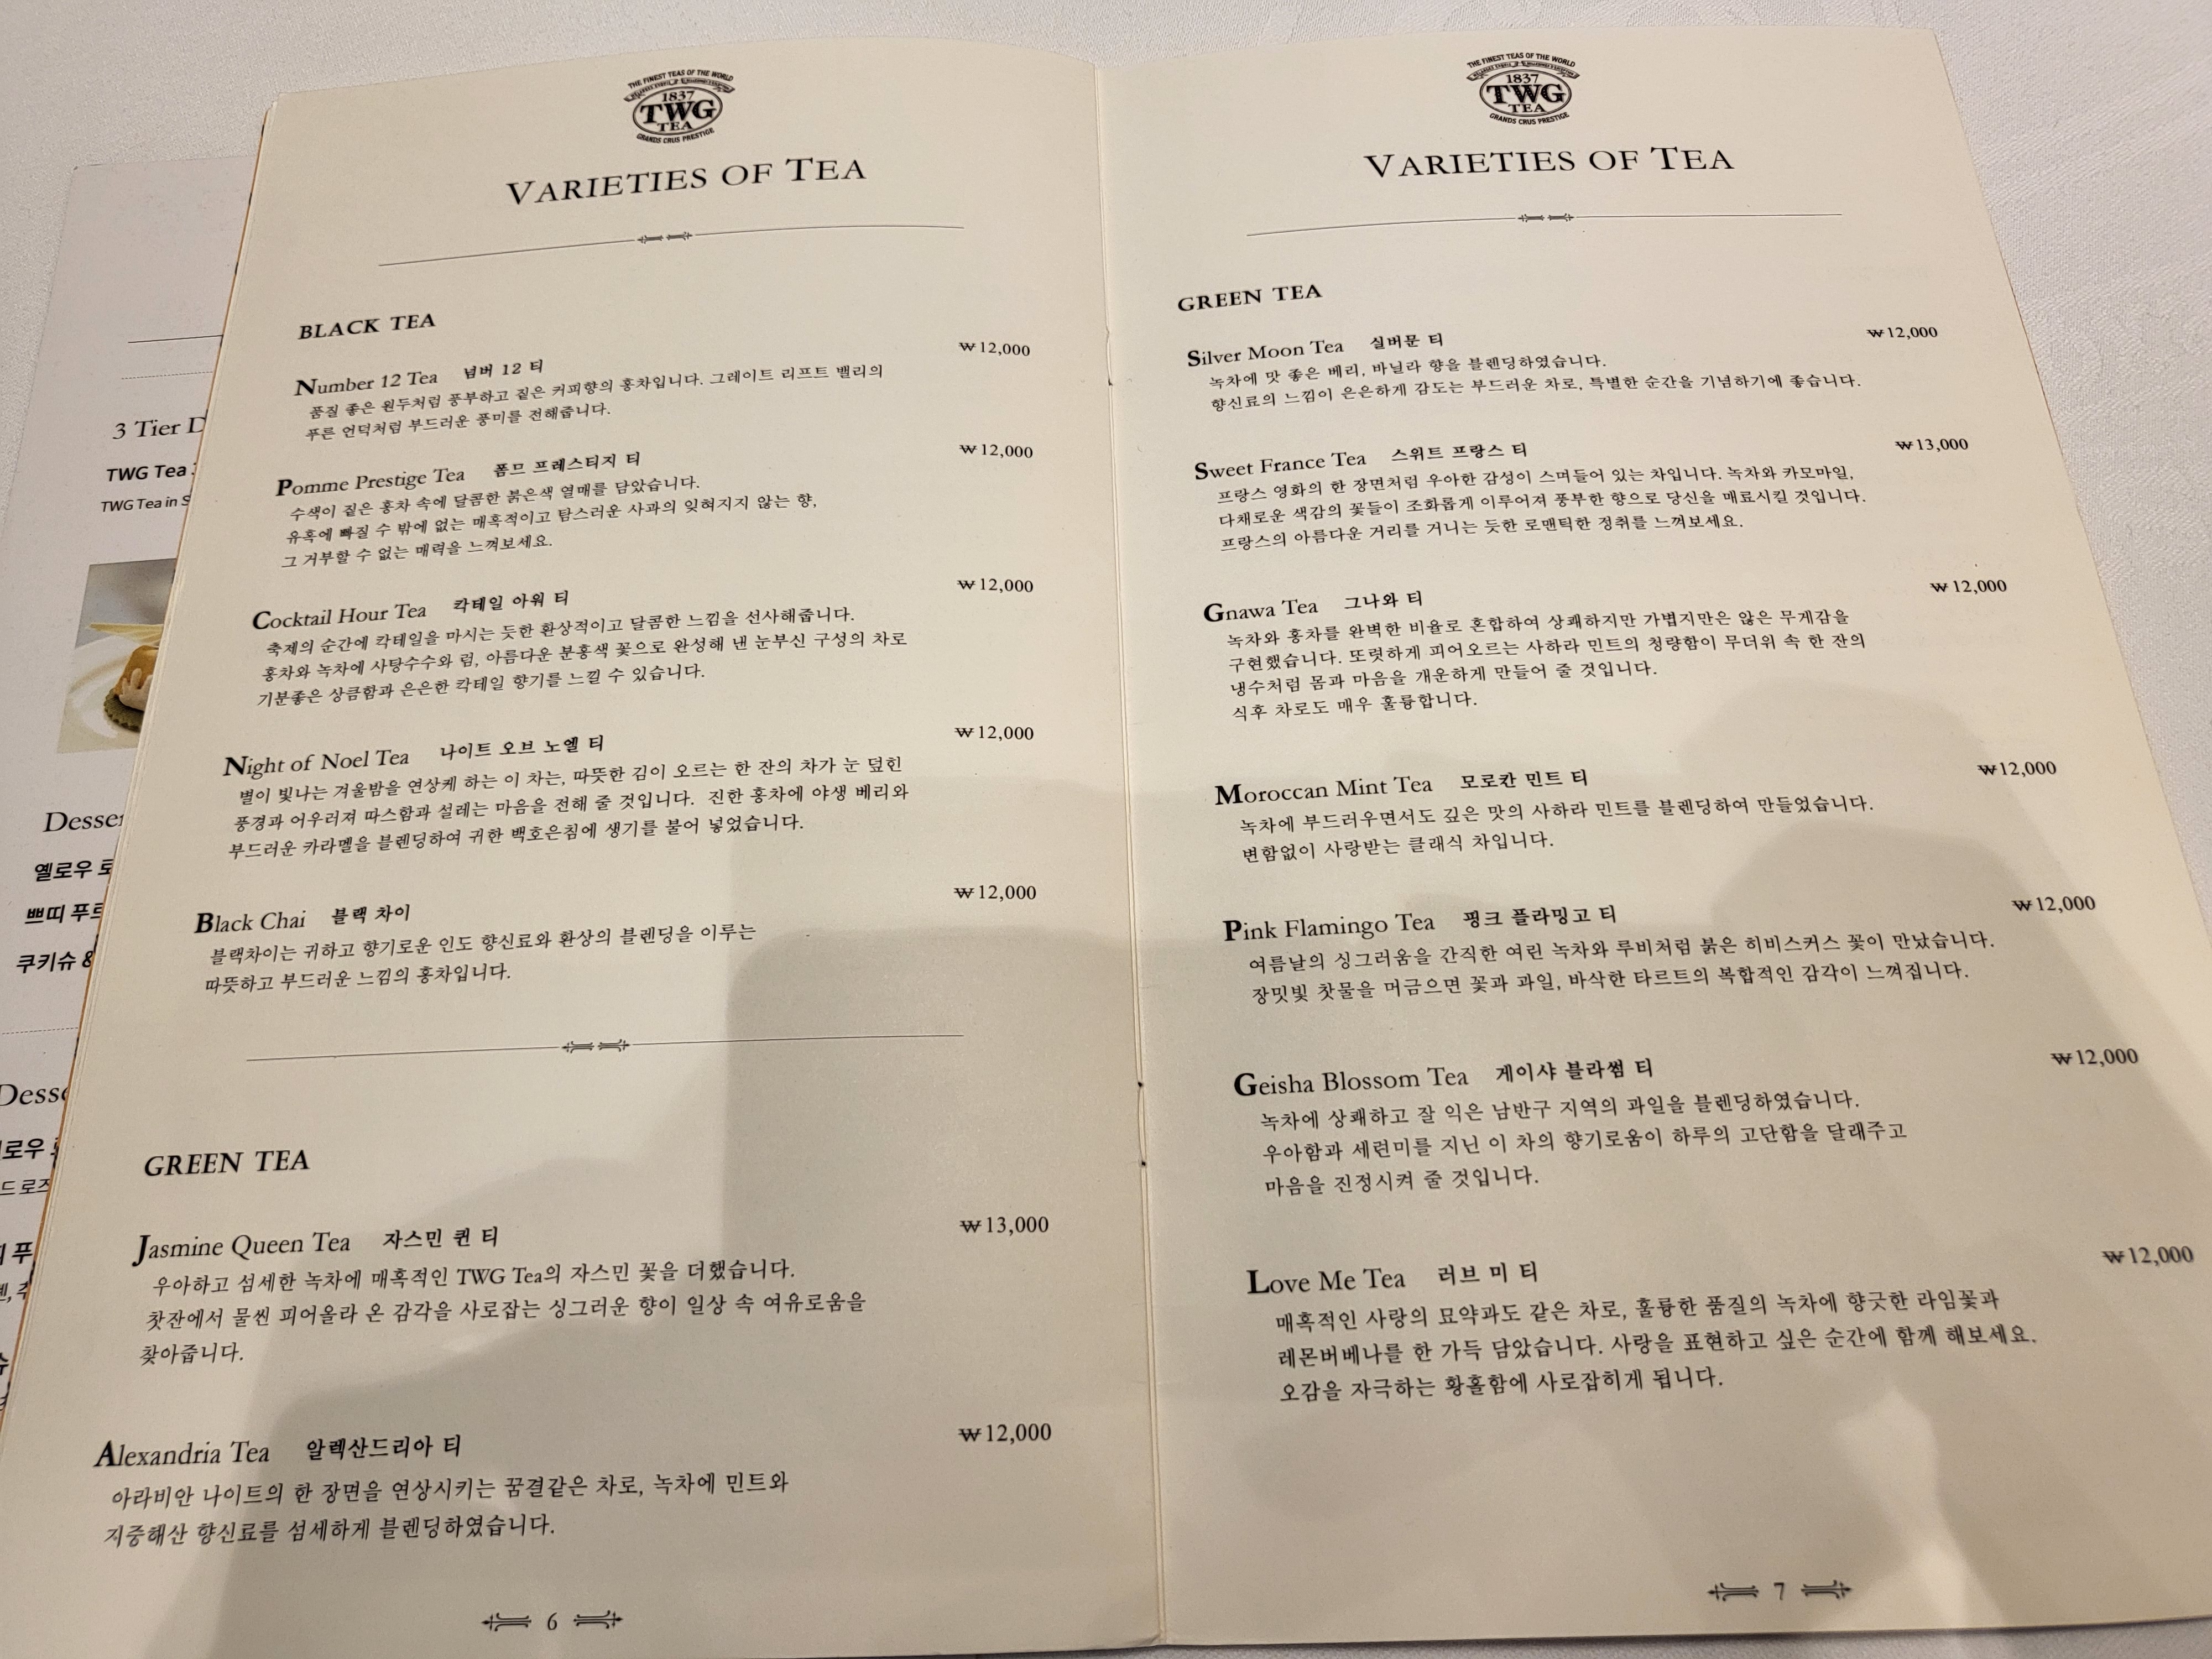 THE FINEST TEAS OF THE WORLD
1837
TWG
TEA
GRANDS CRUS PRESTIGE
VARIETIES OF TEA
BLACK TEA
Number 12 Tea 넘버 12 티 ₩12,000
품질 좋은 원두처럼 풍부하고 짙은 커피향의 홍차입니다. 그레이트 리프트 밸리의
푸른 언덕처럼 부드러운 풍미를 전해줍니다.
Pomme Prestige Tea 폼므 프레스티지 티 ₩12,000
수색이 짙은 홍차 속에 달콤한 붉은색 열매를 담았습니다.
유혹에 빠질 수 밖에 없는 매혹적이고 탐스러운 사과의 잊혀지지 않는 향,
그 거부할 수 없는 매력을 느껴보세요.
Cocktail Hour Tea 칵테일 아워 티 ₩12,000
축제의 순간에 칵테일을 마시는 듯한 환상적이고 달콤한 느낌을 선사해줍니다.
홍차와 녹차에 사탕수수와 럼, 아름다운 분홍색 꽃으로 완성해 낸 눈부신 구성의 차로
기분좋은 상큼함과 은은한 칵테일 향기를 느낄 수 있습니다.
Night of Noel Tea 나이트 오브 노엘 티 ₩12,000
별이 빛나는 겨울밤을 연상케 하는 이 차는, 따뜻한 김이 오르는 한 잔의 차가 눈 덮힌
풍경과 어우러져 따스함과 설레는 마음을 전해 줄 것입니다. 진한 홍차에 야생 베리와
부드러운 카라멜을 블렌딩하여 귀한 백호은침에 생기를 불어 넣었습니다.
Black Chai 블랙 차이 ₩12,000
블랙차이는 귀하고 향기로운 인도 향신료와 환상의 블렌딩을 이루는
따뜻하고 부드러운 느낌의 홍차입니다.
GREEN TEA
Jasmine Queen Tea 자스민 퀸 티 ₩13,000
우아하고 섬세한 녹차에 매혹적인 TWG Tea의 자스민 꽃을 더했습니다.
찻잔에서 물씬 피어올라 온 감각을 사로잡는 싱그러운 향이 일상 속 여유로움을
찾아줍니다.
Alexandria Tea 알렉산드리아 티 ₩12,000
아라비안 나이트의 한 장면을 연상시키는 꿈결같은 차로, 녹차에 민트와
지중해산 향신료를 섬세하게 블렌딩하였습니다.
6
THE FINEST TEAS OF THE WORLD
1837
TWG
TEA
GRANDS CRUS PRESTIGE
VARIETIES OF TEA
GREEN TEA
Silver Moon Tea 실버문 티 ₩12,000
녹차에 맛 좋은 베리, 바닐라 향을 블렌딩하였습니다.
향신료의 느낌이 은은하게 감도는 부드러운 차로, 특별한 순간을 기념하기에 좋습니다.
Sweet France Tea 스위트 프랑스 티 ₩13,000
프랑스 영화의 한 장면처럼 우아한 감성이 스며들어 있는 차입니다. 녹차와 카모마일,
다채로운 색감의 꽃들이 조화롭게 이루어져 풍부한 향으로 당신을 매료시킬 것입니다.
프랑스의 아름다운 거리를 거니는 듯한 로맨틱한 정취를 느껴보세요.
Gnawa Tea 그나와 티 ₩12,000
녹차와 홍차를 완벽한 비율로 혼합하여 상쾌하지만 가볍지만은 않은 무게감을
구현했습니다. 또렷하게 피어오르는 사하라 민트의 청량함이 무더위 속 한 잔의
냉수처럼 몸과 마음을 개운하게 만들어 줄 것입니다.
식후 차로도 매우 훌륭합니다.
Moroccan Mint Tea 모로칸 민트 티 ₩12,000
녹차에 부드러우면서도 깊은 맛의 사하라 민트를 블렌딩하여 만들었습니다.
변함없이 사랑받는 클래식 차입니다.
Pink Flamingo Tea 핑크 플라밍고 티 ₩12,000
여름날의 싱그러움을 간직한 여린 녹차와 루비처럼 붉은 히비스커스 꽃이 만났습니다.
장밋빛 찻물을 머금으면 꽃과 과일, 바삭한 타르트의 복합적인 감각이 느껴집니다.
Geisha Blossom Tea 게이샤 블라썸 티 ₩12,000
녹차에 상쾌하고 잘 익은 남반구 지역의 과일을 블렌딩하였습니다.
우아함과 세련미를 지닌 이 차의 향기로움이 하루의 고단함을 달래주고
마음을 진정시켜 줄 것입니다.
Love Me Tea 러브 미 티 ₩12,000
매혹적인 사랑의 묘약과도 같은 차로, 훌륭한 품질의 녹차에 향긋한 라임꽃과
레몬버베나를 한 가득 담았습니다. 사랑을 표현하고 싶은 순간에 함께 해보세요.
오감을 자극하는 황홀함에 사로잡히게 됩니다.
7
3 Tier
TWG Tea
TWG Tea in
옐로우
쁘띠
쿠키슈 &